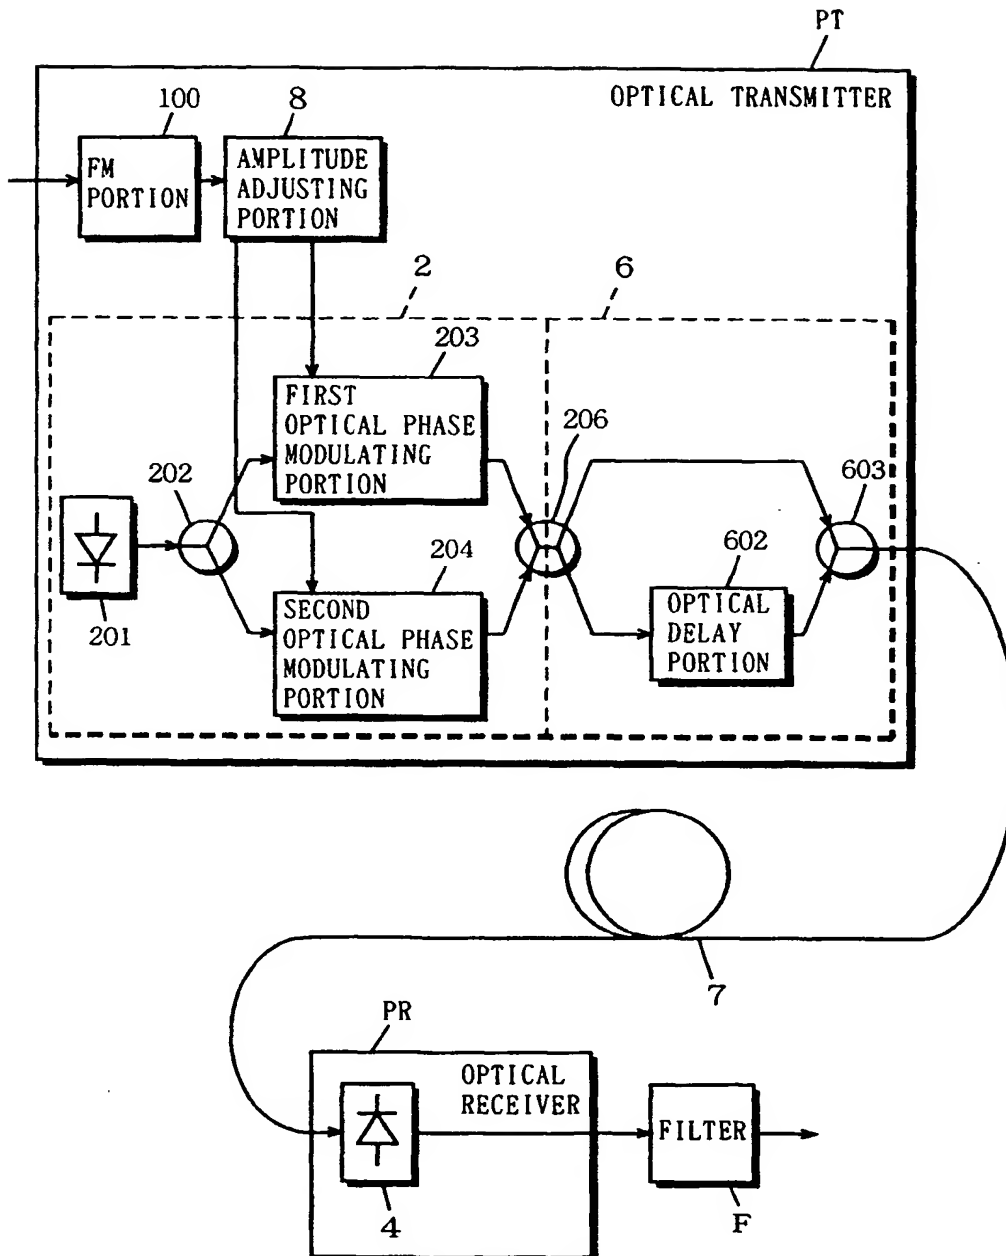 PT
OPTICAL TRANSMITTER
100
8
FM
PORTION
AMPLITUDE
ADJUSTING
PORTION
2
6
203
FIRST
OPTICAL PHASE
MODULATING
PORTION
206
202
603
201
204
602
SECOND
OPTICAL PHASE
MODULATING
PORTION
OPTICAL
DELAY
PORTION
7
PR
OPTICAL
RECEIVER
FILTER
4
F